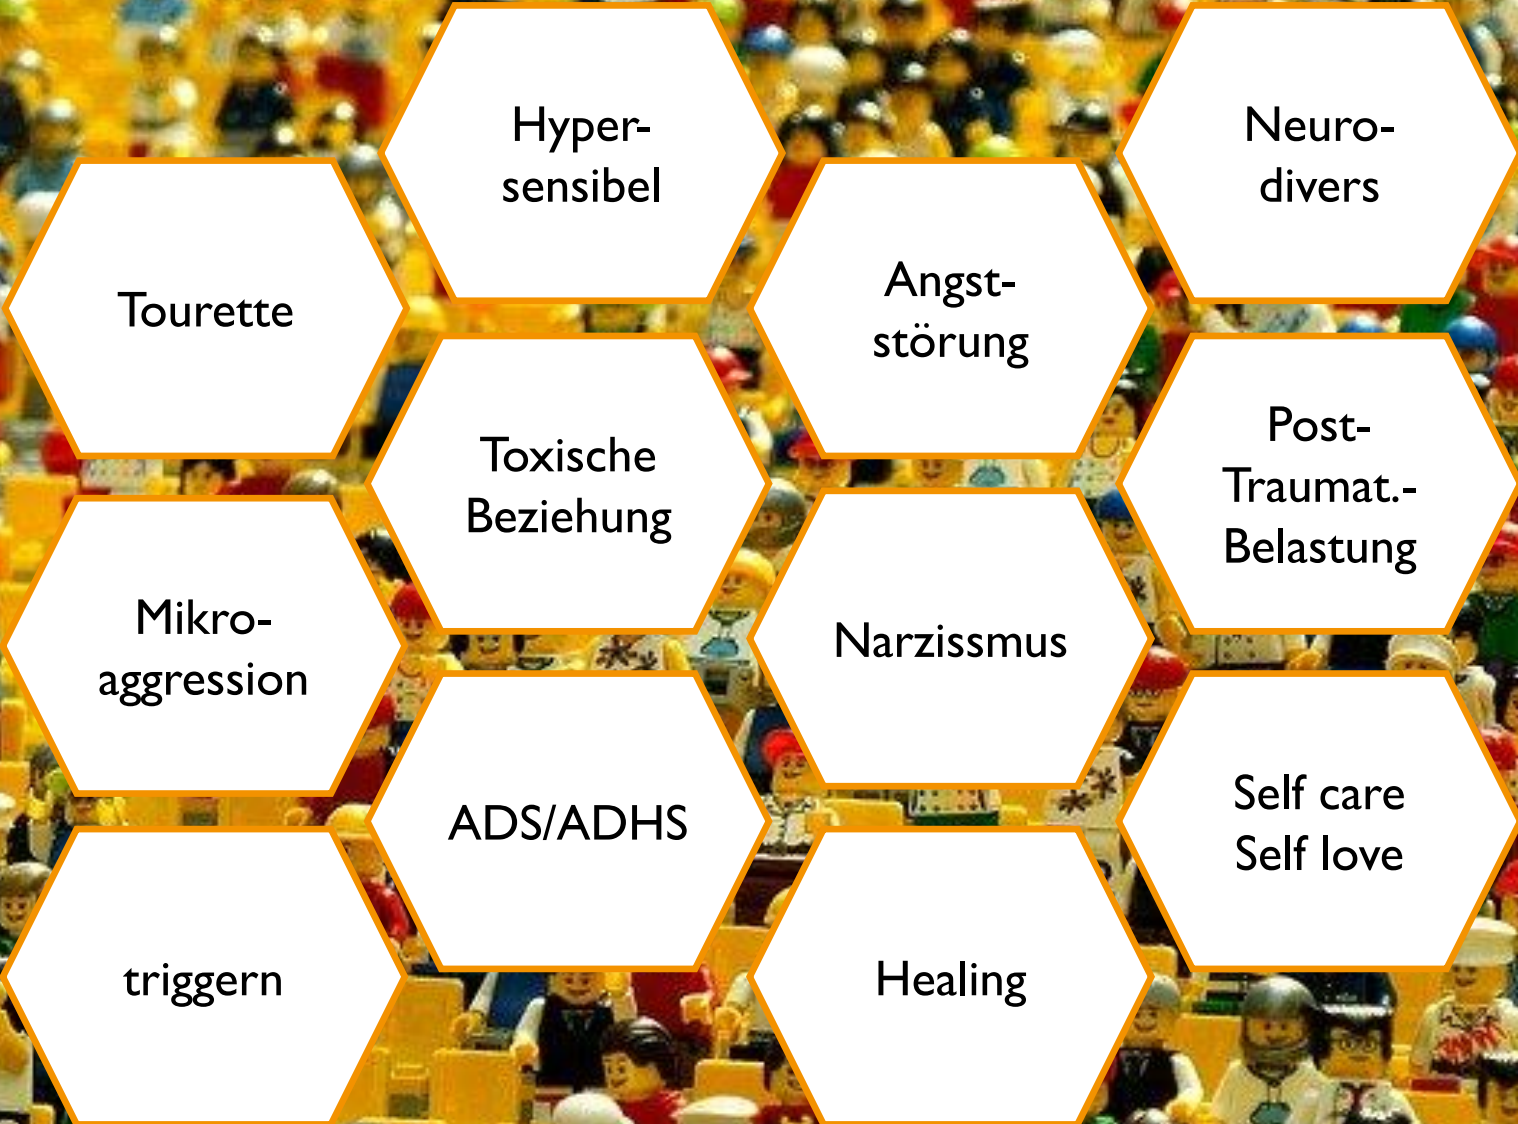 Hyper-
sensibel
Neuro-
divers
Tourette
Angst-
störung
Toxische
Beziehung
Post-
Traumat.-
Belastung
Mikro-
aggression
Narzissmus
ADS/ADHS
Self care
Self love
triggern
Healing